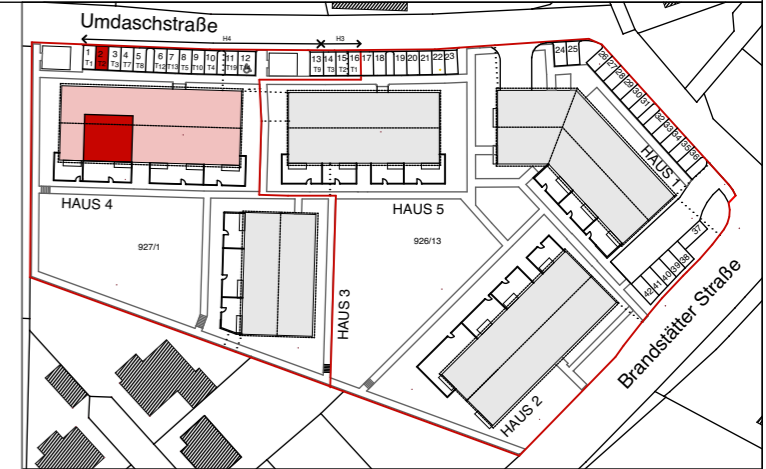 Umdaschstraße
H4 H3
1 2 3 4 5 6 7 8 9 10 11 12 13 14 15 16 17 18 19 20 21 22 23 24 25
T1 T3 T7 T8 T12 T13 T5 T10 T4 T19 T9 T3 T2 T1
26 27 28 29 30 31 32 33 34 35 36
HAUS 1
HAUS 4
HAUS 5
927/1
926/13
37
38 39 40 41 42
HAUS 3
HAUS 2
Brandstätter Straße